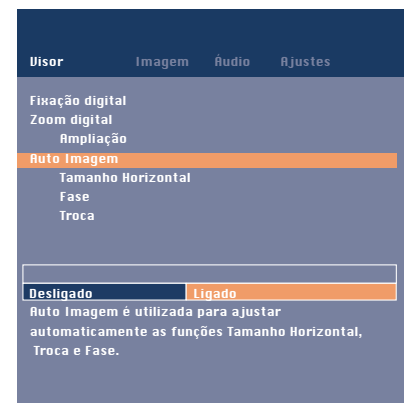 Visor Imagem Áudio Ajustes
Fixação digital
Zoom digital
Ampliação
Auto Imagem
Tamanho Horizontal
Fase
Troca
Desligado Ligado
Auto Imagem é utilizada para ajustar
automaticamente as funções Tamanho Horizontal,
Troca e Fase.